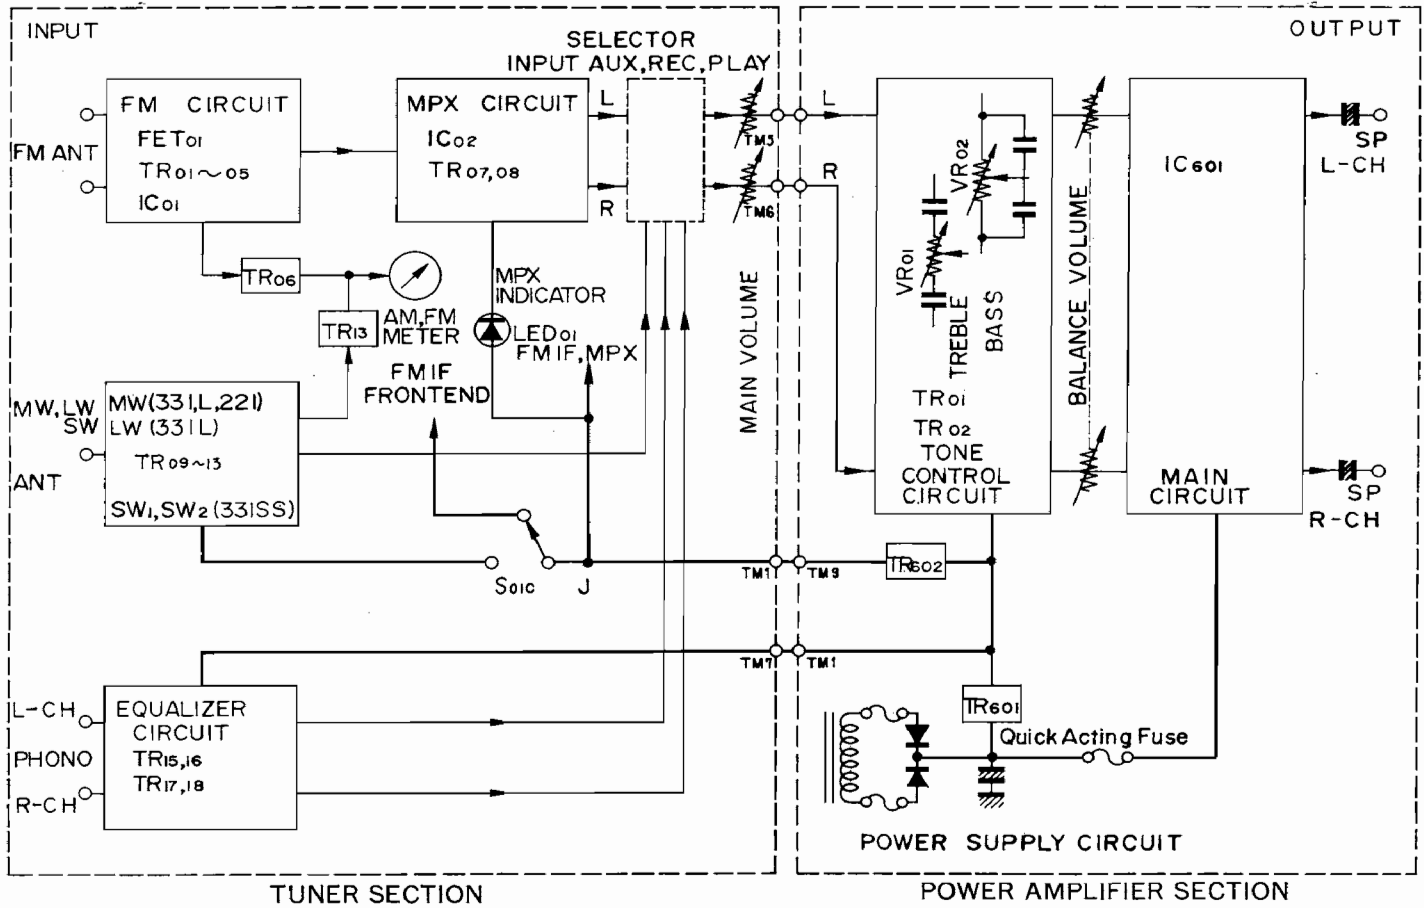 INPUT
SELECTOR
INPUT AUX,REC,PLAY
FM CIRCUIT
FET01
TR01~05
IC01
FM ANT
MPX CIRCUIT
IC02
TR07,08
L
R
TM5
TM6
MAIN VOLUME
TR06
TR13
AM,FM
METER
MPX
INDICATOR
LED01
FM IF, MPX
FM IF
FRONTEND
MW,LW
SW
ANT
MW(331,L,221)
LW(331L)
TR09~13
SW1,SW2(331SS)
S01C
J
TM1
TM7
L-CH
PHONO
R-CH
EQUALIZER
CIRCUIT
TR15,16
TR17,18
TUNER SECTION
OUTPUT
L
R
VR02
VR01
TREBLE
BASS
TR01
TR02
TONE
CONTROL
CIRCUIT
BALANCE VOLUME
IC601
MAIN
CIRCUIT
SP
L-CH
SP
R-CH
TM9
TR602
TM1
TR601
Quick Acting Fuse
POWER SUPPLY CIRCUIT
POWER AMPLIFIER SECTION